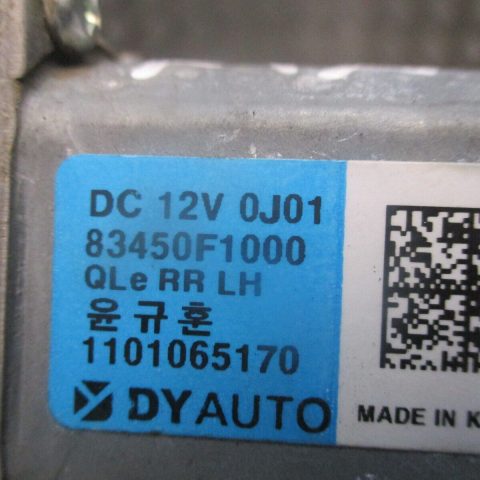 DC 12V 0J01
83450F1000
QLe RR LH
윤규훈
1101065170
DYAUTO
MADE IN K